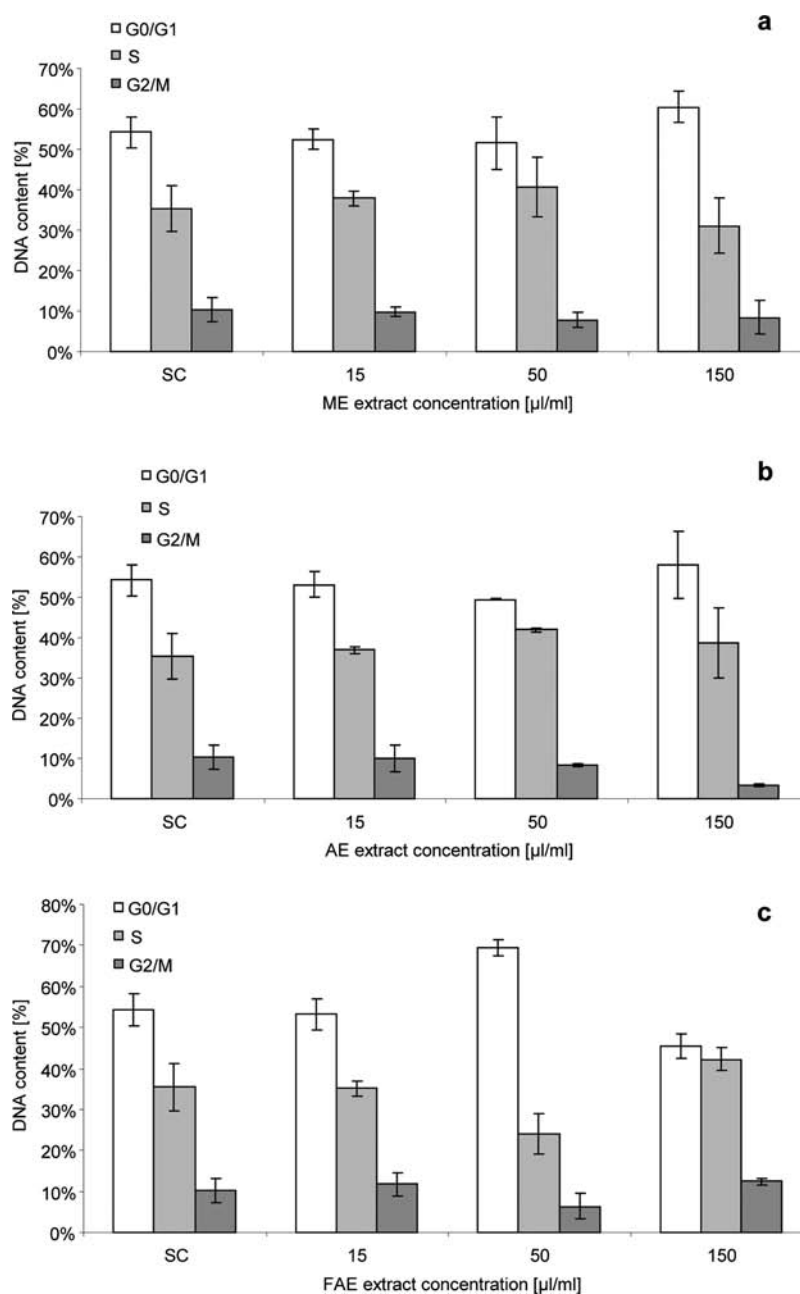 a
G0/G1
S
G2/M
70%
60%
50%
40%
30%
20%
10%
0%
DNA content [%]
SC 15 50 150
ME extract concentration [µl/ml]
b
G0/G1
S
G2/M
70%
60%
50%
40%
30%
20%
10%
0%
DNA content [%]
SC 15 50 150
AE extract concentration [µl/ml]
c
G0/G1
S
G2/M
80%
70%
60%
50%
40%
30%
20%
10%
0%
DNA content [%]
SC 15 50 150
FAE extract concentration [µl/ml]